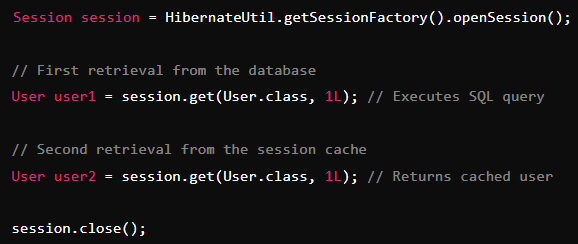 Session session = HibernateUtil.getSessionFactory().openSession();
// First retrieval from the database
User user1 = session.get(User.class, 1L); // Executes SQL query
// Second retrieval from the session cache
User user2 = session.get(User.class, 1L); // Returns cached user
session.close();